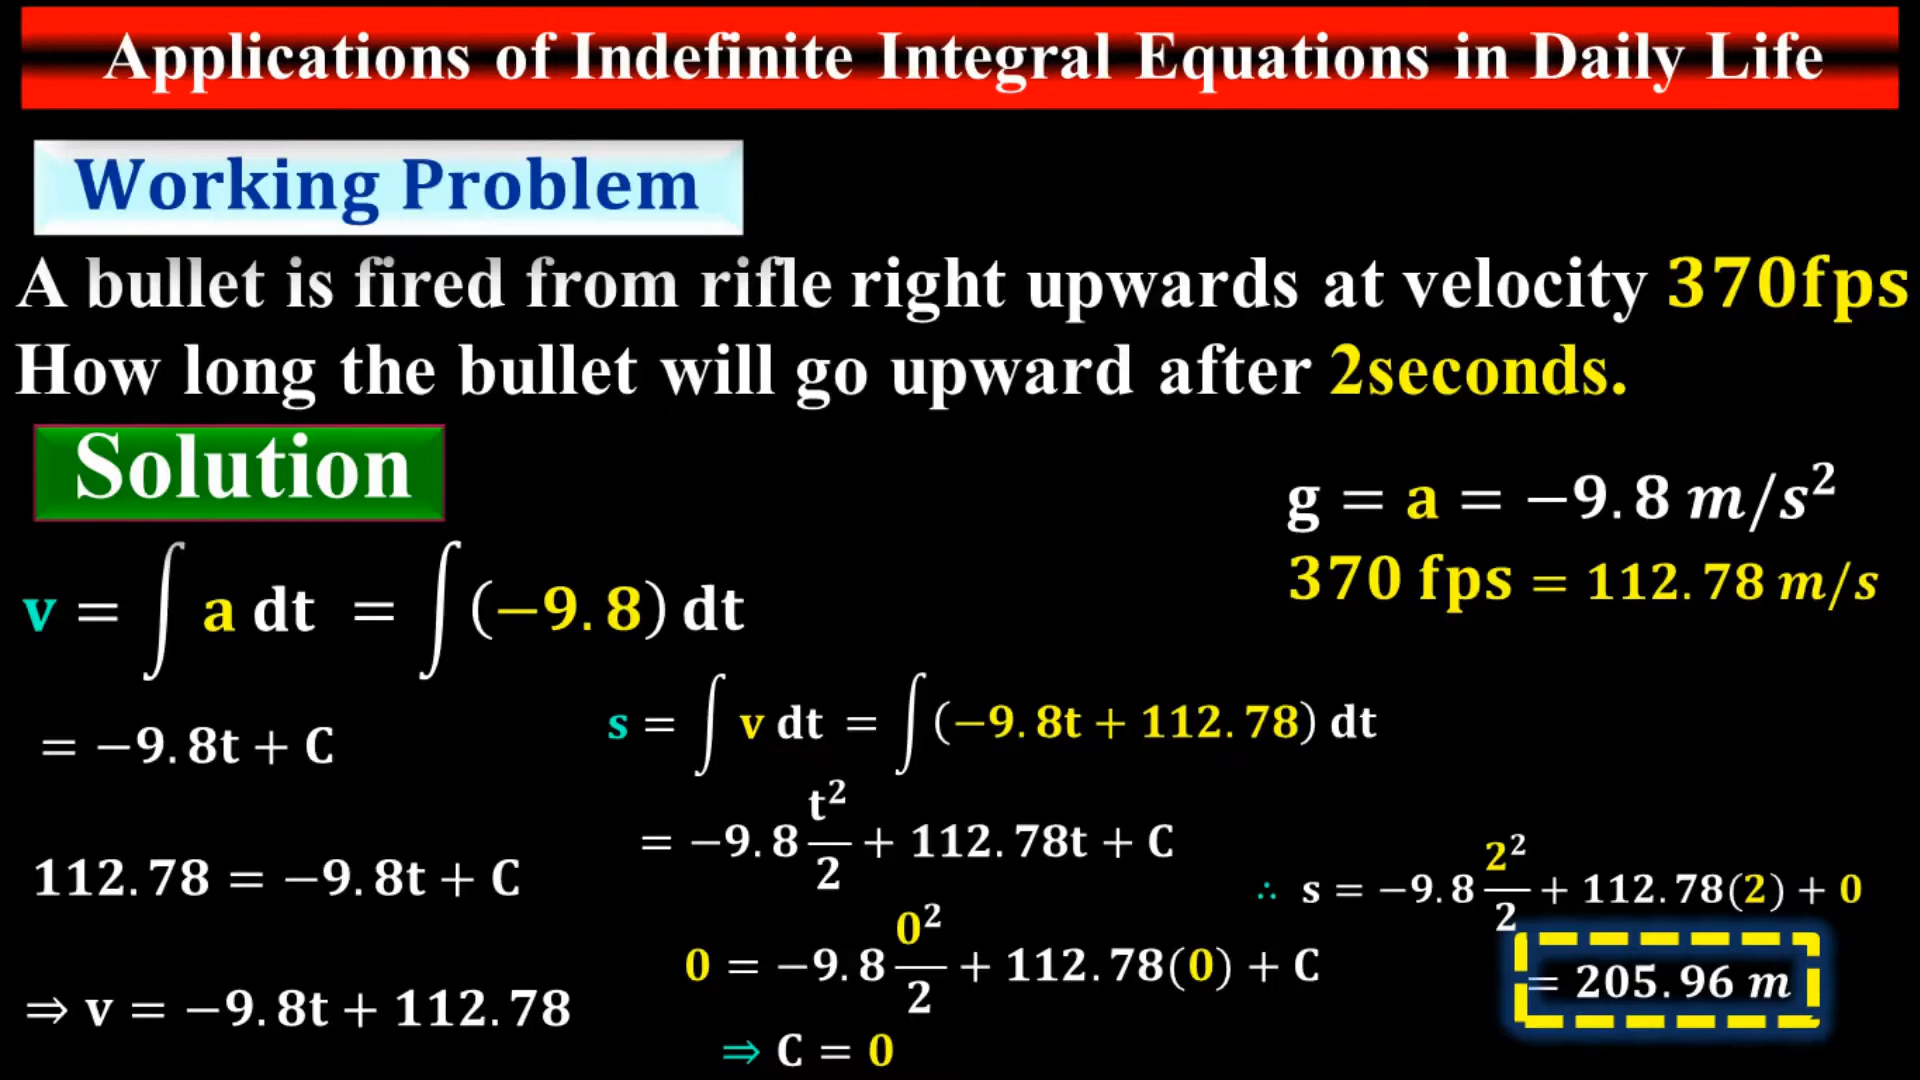 Applications of Indefinite Integral Equations in Daily Life
Working Problem
A bullet is fired from rifle right upwards at velocity 370fps
How long the bullet will go upward after 2seconds.
Solution
g = a = −9.8 m/s²
370 fps = 112.78 m/s
v = ∫ a dt = ∫ (−9.8) dt
= −9.8t + C
112.78 = −9.8t + C
⇒ v = −9.8t + 112.78
s = ∫ v dt = ∫ (−9.8t + 112.78) dt
= −9.8 t²/2 + 112.78t + C
0 = −9.8 0²/2 + 112.78(0) + C
⇒ C = 0
∴ s = −9.8 2²/2 + 112.78(2) + 0
= 205.96 m